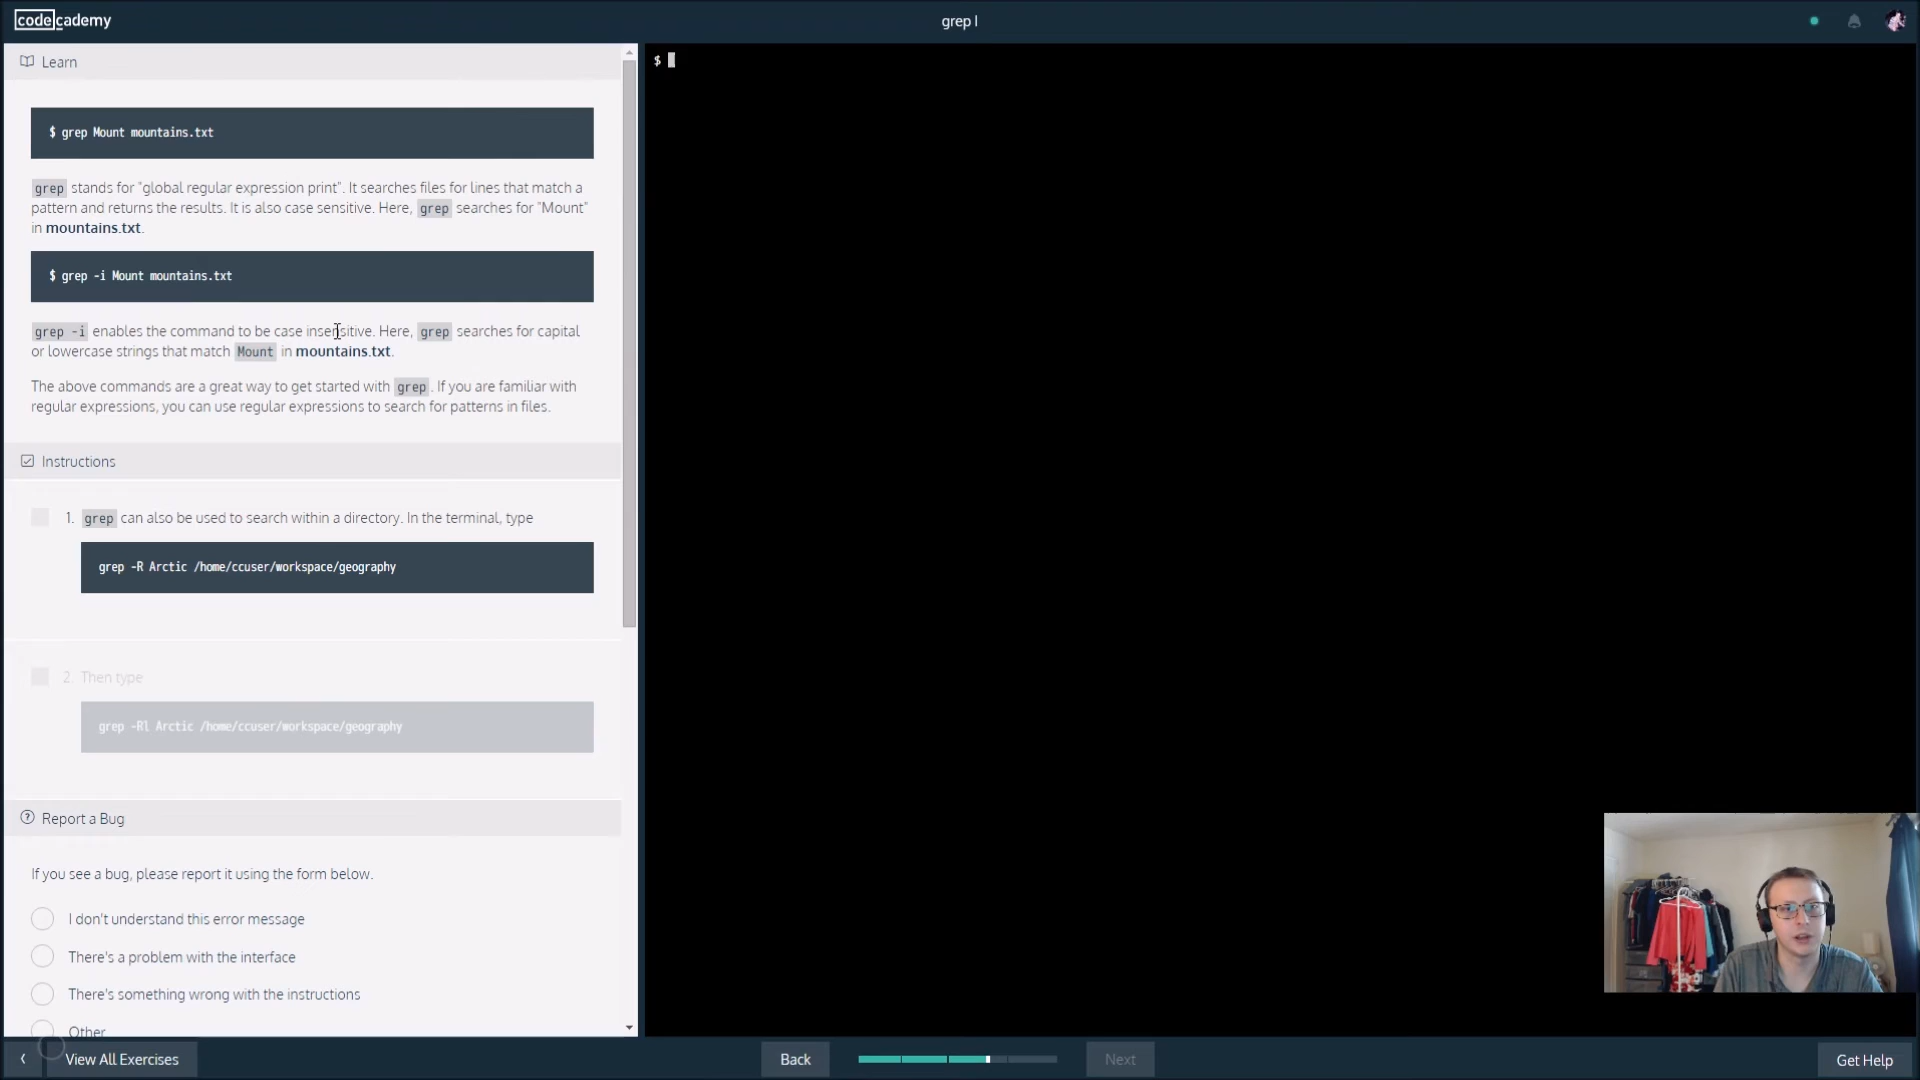 codecademy
grep I
Learn
$ grep Mount mountains.txt
grep stands for "global regular expression print". It searches files for lines that match a
pattern and returns the results. It is also case sensitive. Here, grep searches for "Mount"
in mountains.txt.
$ grep -i Mount mountains.txt
grep -i enables the command to be case insensitive. Here, grep searches for capital
or lowercase strings that match Mount in mountains.txt.
The above commands are a great way to get started with grep. If you are familiar with
regular expressions, you can use regular expressions to search for patterns in files.
Instructions
1. grep can also be used to search within a directory. In the terminal, type
grep -R Arctic /home/ccuser/workspace/geography
2. Then type
grep -Rl Arctic /home/ccuser/workspace/geography
Report a Bug
If you see a bug, please report it using the form below.
I don't understand this error message
There's a problem with the interface
There's something wrong with the instructions
Other
$
View All Exercises
Back
Next
Get Help